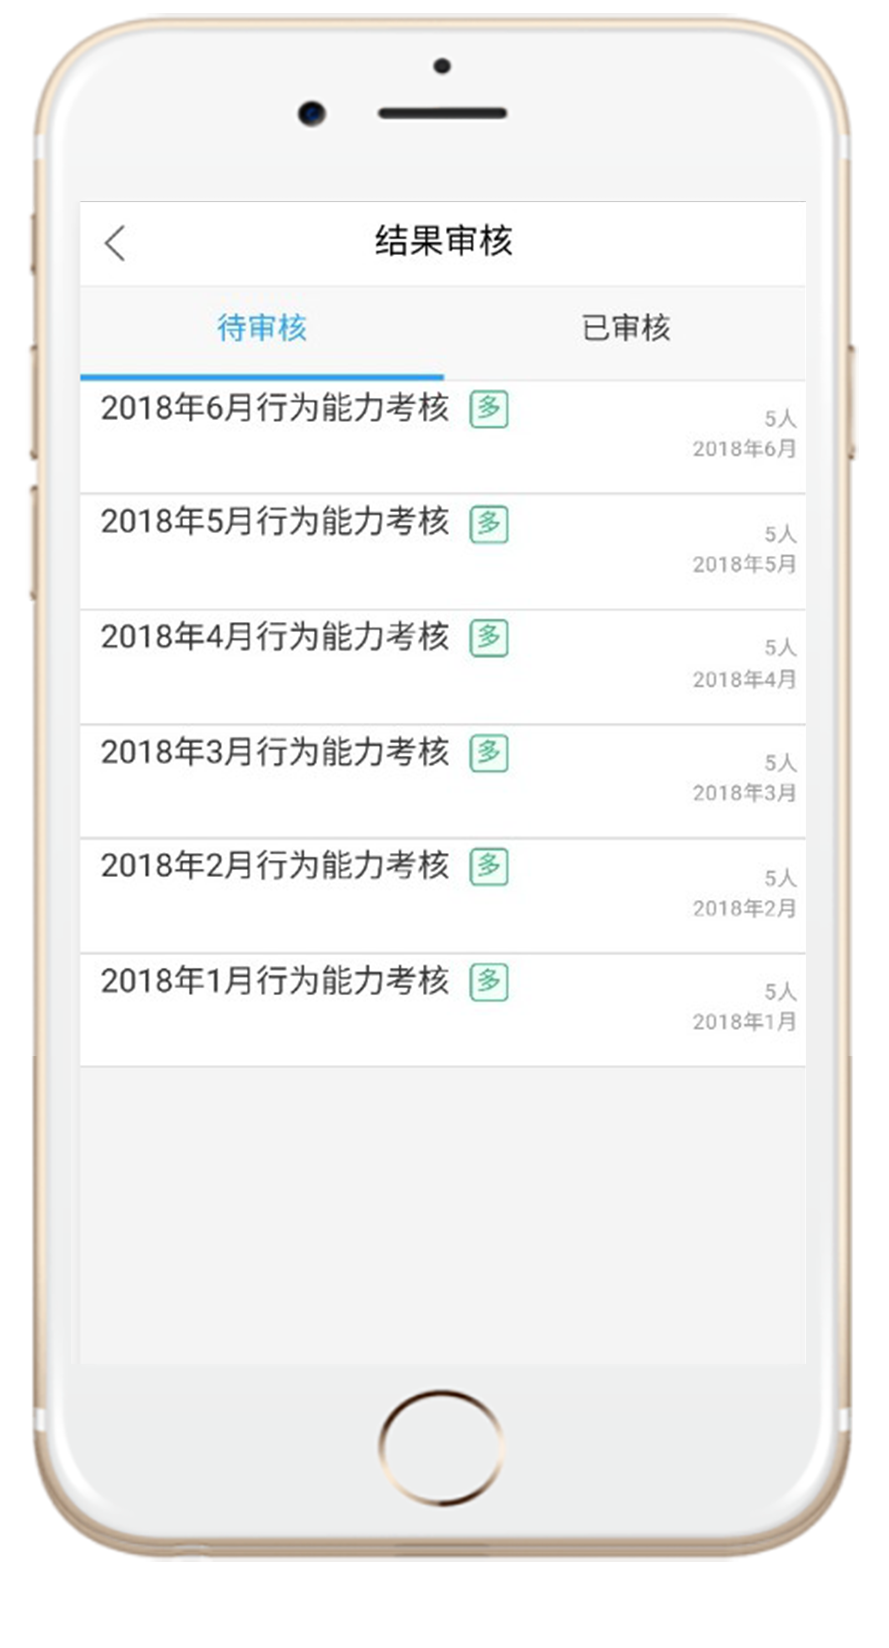 结果审核
待审核 已审核
2018年6月行为能力考核 多
5人
2018年6月
2018年5月行为能力考核 多
5人
2018年5月
2018年4月行为能力考核 多
5人
2018年4月
2018年3月行为能力考核 多
5人
2018年3月
2018年2月行为能力考核 多
5人
2018年2月
2018年1月行为能力考核 多
5人
2018年1月